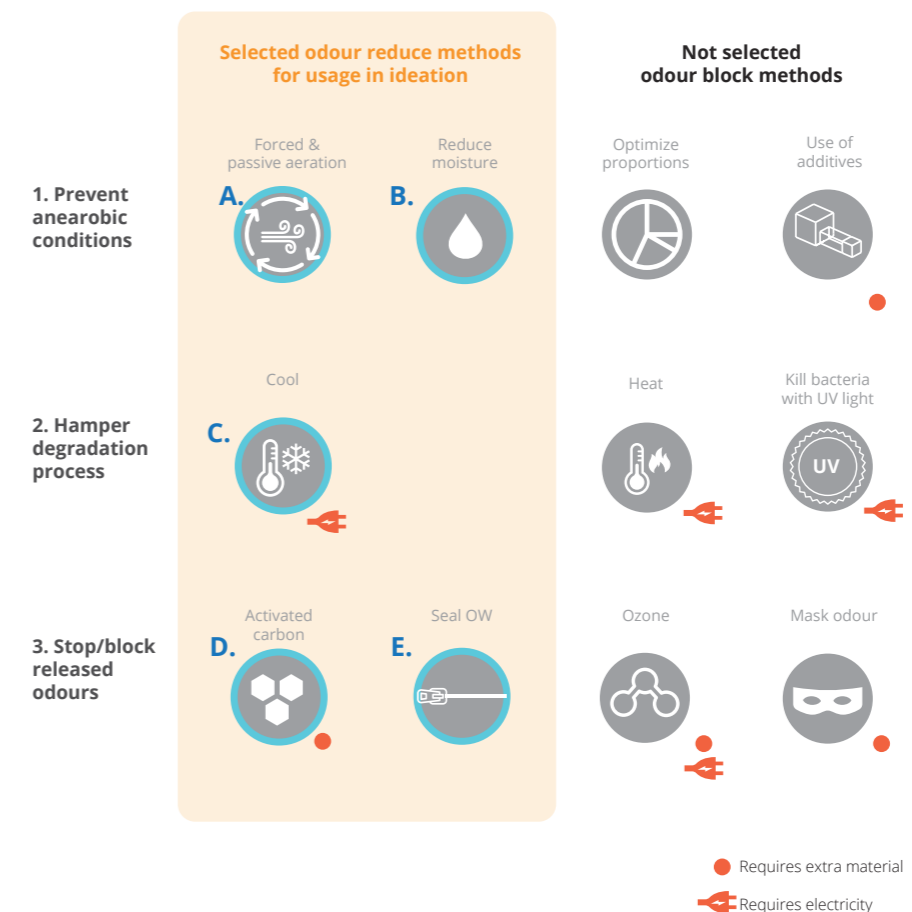 Selected odour reduce methods
for usage in ideation
Not selected
odour block methods
1. Prevent
anearobic
conditions
Forced &
passive aeration
A.
Reduce
moisture
B.
Optimize
proportions
Use of
additives
2. Hamper
degradation
process
Cool
C.
Heat
Kill bacteria
with UV light
UV
3. Stop/block
released
odours
Activated
carbon
D.
Seal OW
E.
Ozone
Mask odour
Requires extra material
Requires electricity